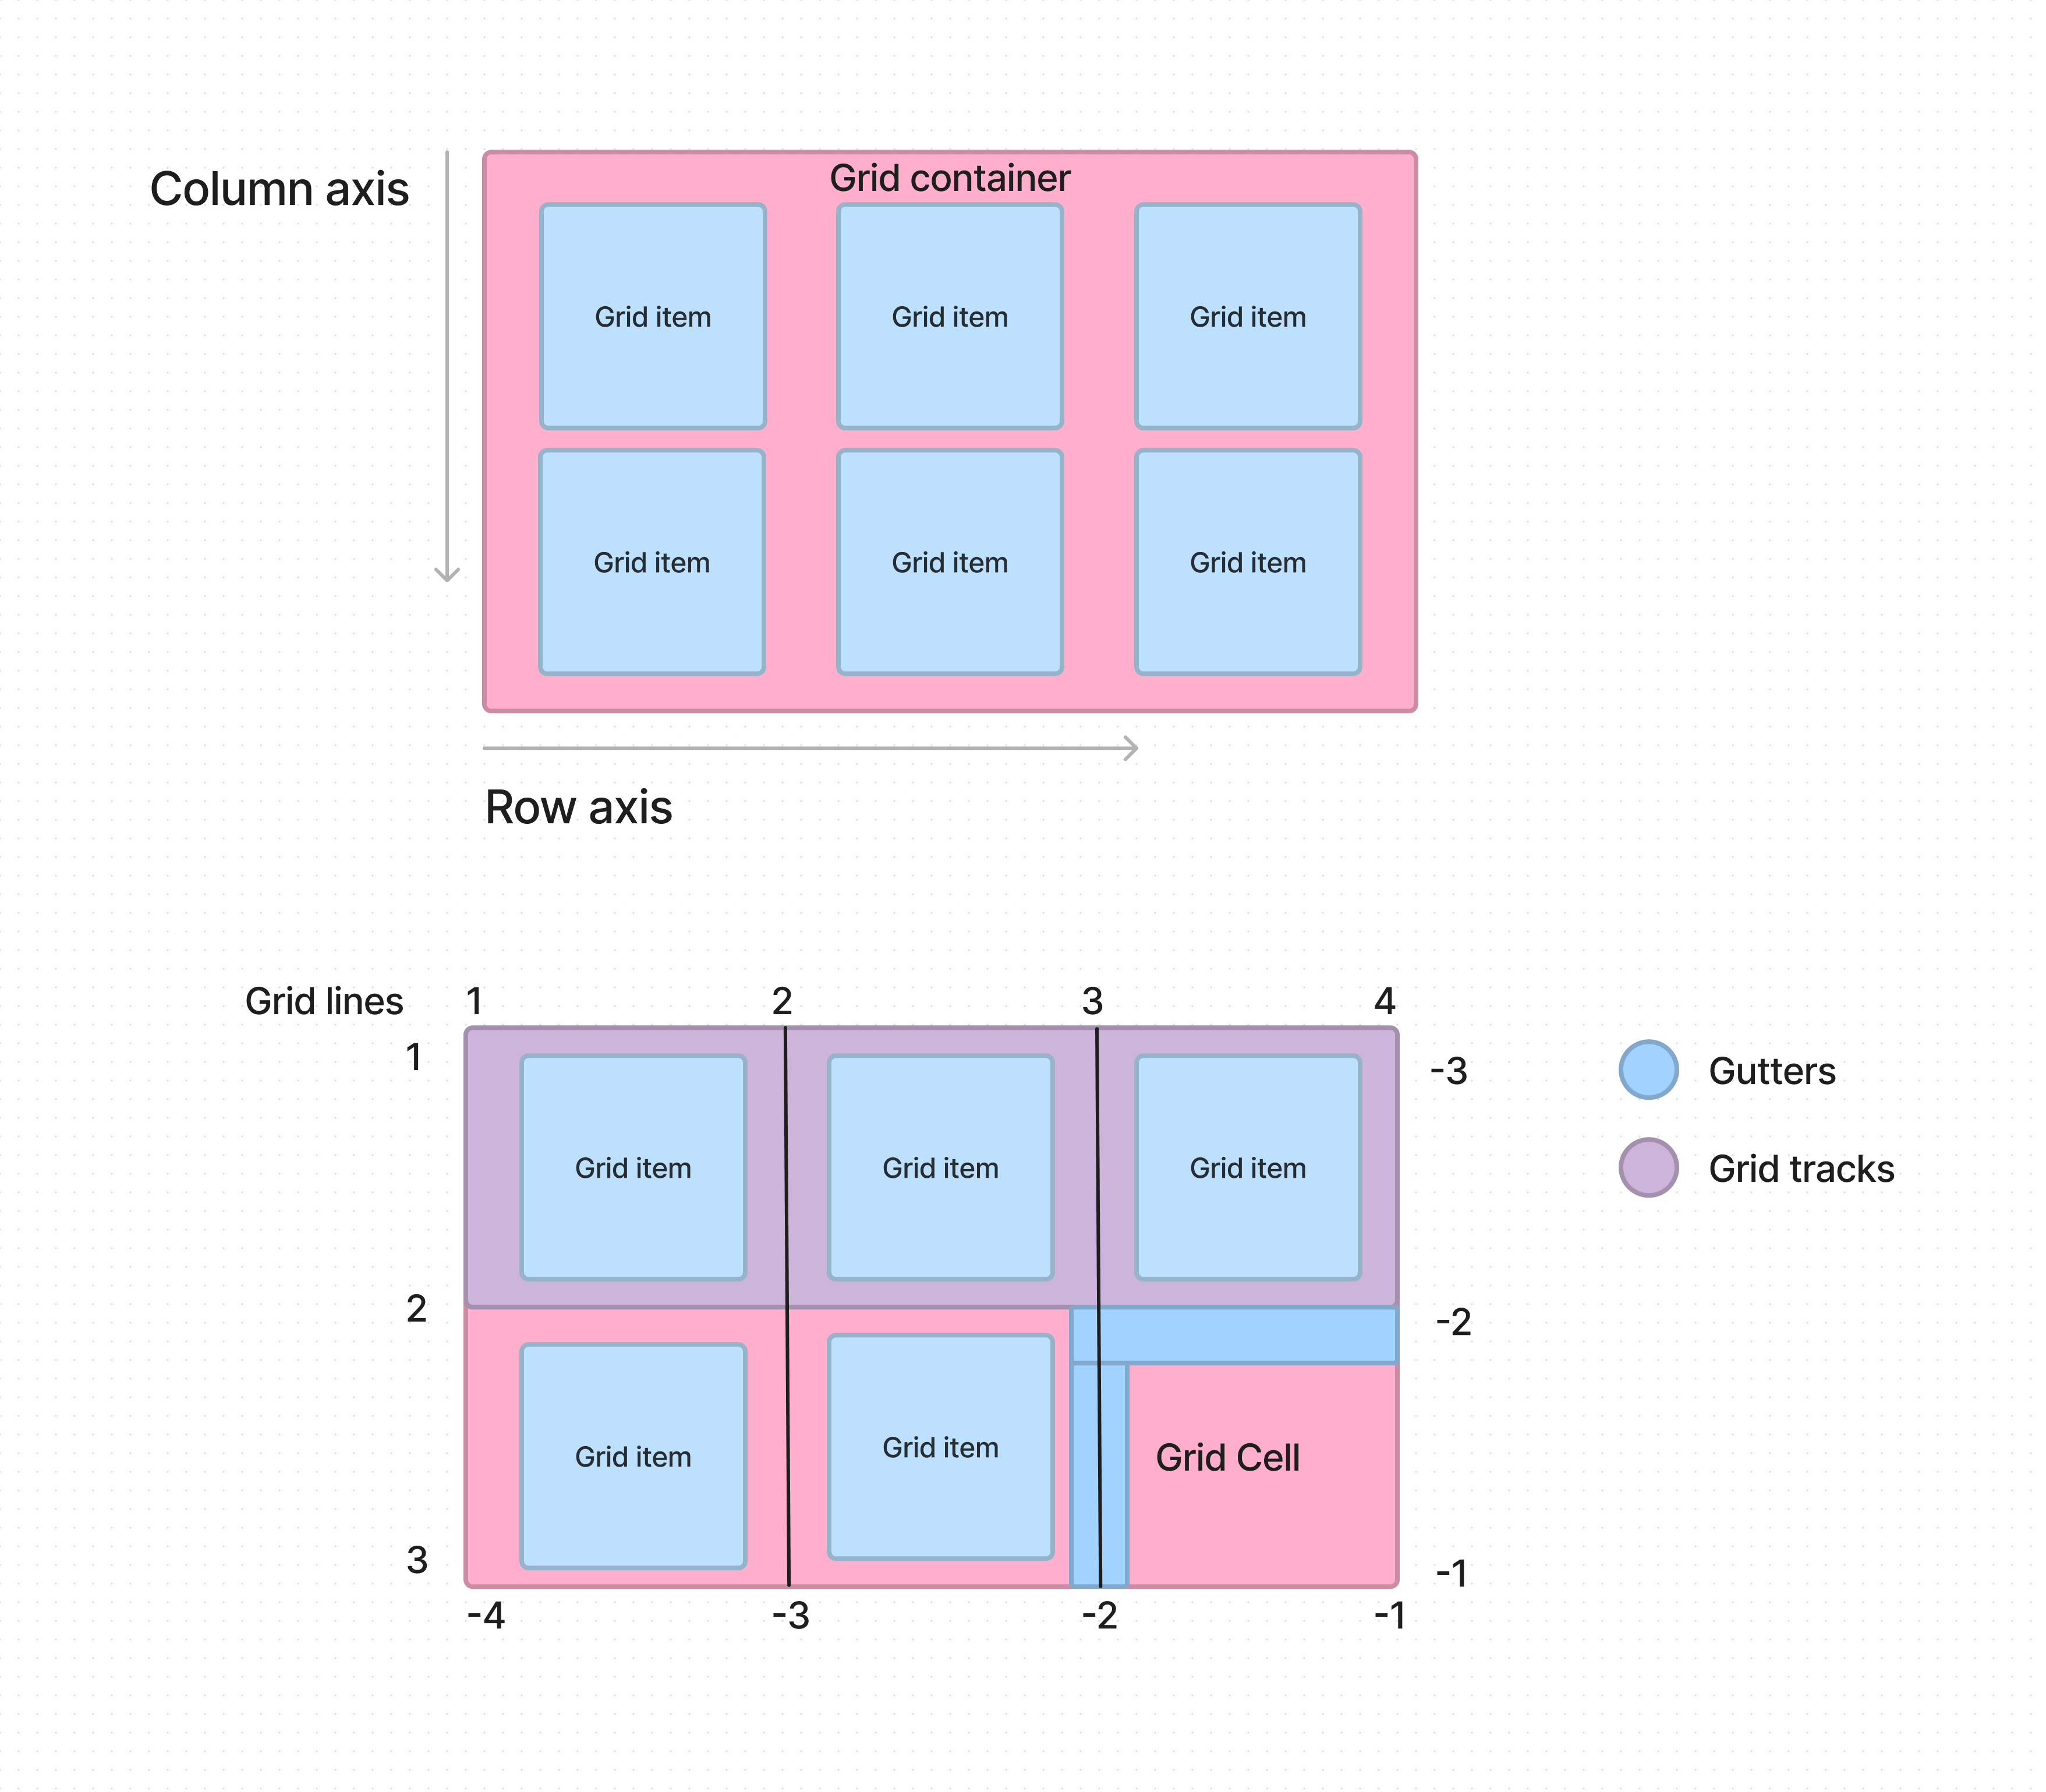 Column axis
Grid container
Grid item Grid item Grid item
Grid item Grid item Grid item
Row axis
Grid lines 1 2 3 4
1 -3
Gutters
Grid item Grid item Grid item
Grid tracks
2 -2
Grid item Grid item Grid Cell
3 -1
-4 -3 -2 -1